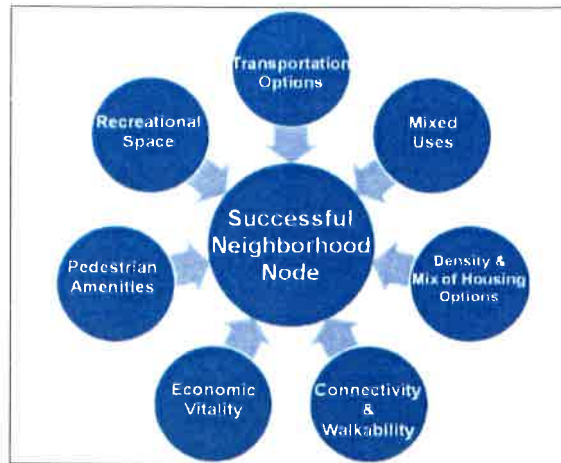 Transportation
Options
Mixed
Uses
Density &
Mix of Housing
Options
Connectivity
&
Walkability
Economic
Vitality
Pedestrian
Amenities
Recreational
Space
Successful
Neighborhood
Node